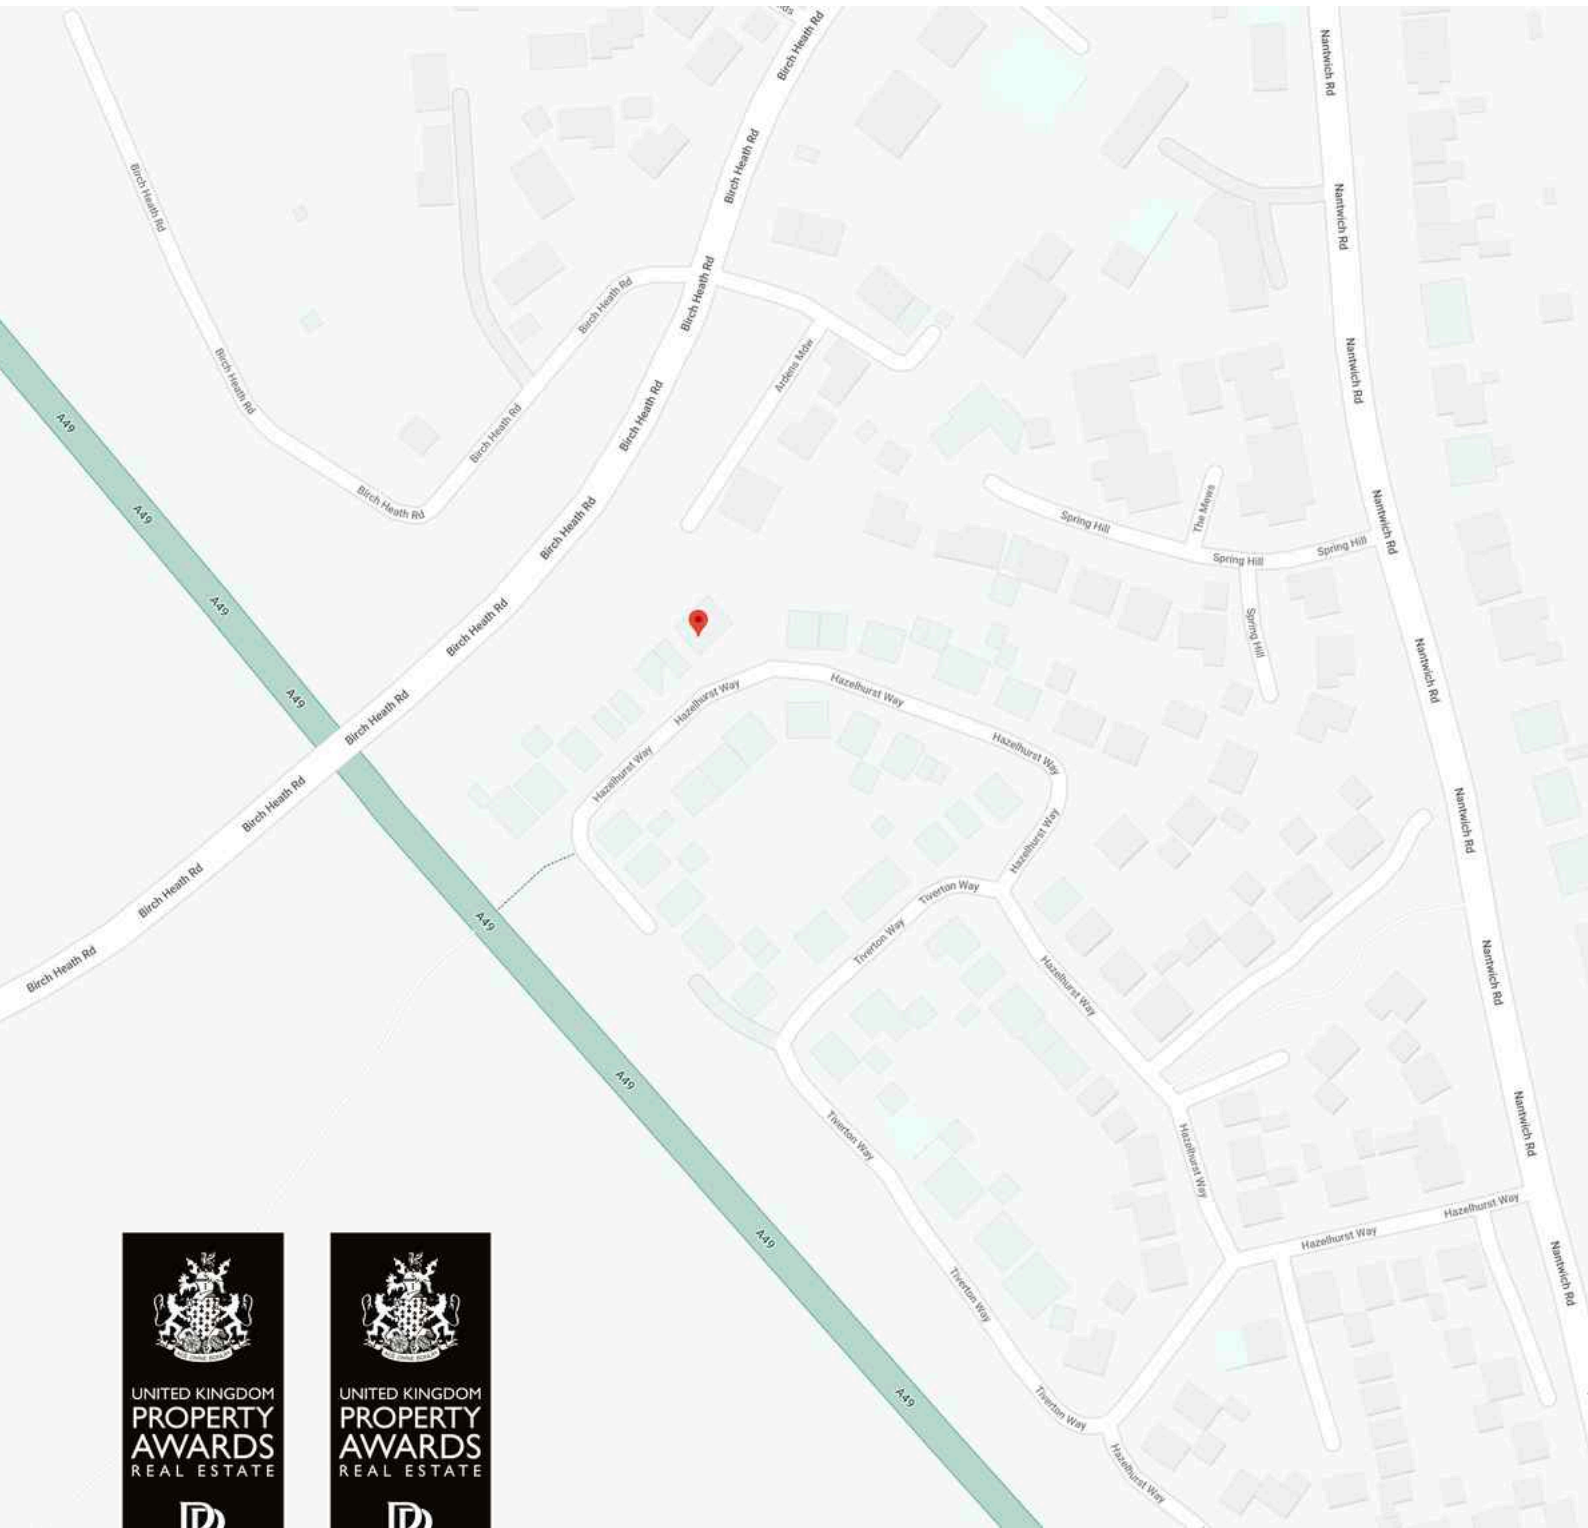 Birch Heath Rd
Nantwich Rd
Birch Heath Rd
Birch Heath Rd
Nantwich Rd
Birch Heath Rd
Birch Heath Rd
Birch Heath Rd
Nantwich Rd
Ardens Mdw
Birch Heath Rd
A49
Birch Heath Rd
Birch Heath Rd
Birch Heath Rd
A49
Birch Heath Rd
The Mews
Spring Hill
Nantwich Rd
Spring Hill
Spring Hill
A49
Birch Heath Rd
Spring Hill
Nantwich Rd
A49
Hazelhurst Way
Hazelhurst Way
Birch Heath Rd
Hazelhurst Way
Hazelhurst Way
Birch Heath Rd
Nantwich Rd
Hazelhurst Way
Birch Heath Rd
Tiverton Way
A49
Tiverton Way
Birch Heath Rd
Nantwich Rd
Hazelhurst Way
A49
Tiverton Way
Nantwich Rd
Hazelhurst Way
Hazelhurst Way
A49
Hazelhurst Way
Nantwich Rd
Tiverton Way
A49
Tiverton Way
Hazelhurst Way
UNITED KINGDOM
PROPERTY
AWARDS
REAL ESTATE
UNITED KINGDOM
PROPERTY
AWARDS
REAL ESTATE